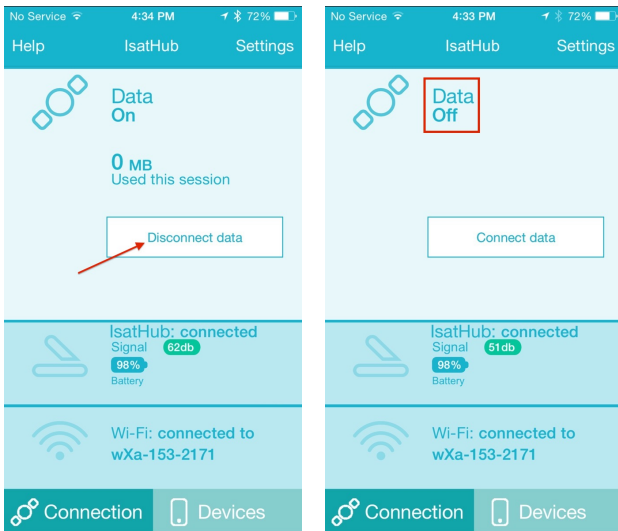 No Service 4:34 PM 72%
Help IsatHub Settings
Data
On
0 MB
Used this session
Disconnect data
IsatHub: connected
Signal 62db
98%
Battery
Wi-Fi: connected to
wXa-153-2171
Connection Devices
No Service 4:33 PM 72%
Help IsatHub Settings
Data
Off
Connect data
IsatHub: connected
Signal 51db
98%
Battery
Wi-Fi: connected to
wXa-153-2171
Connection Devices